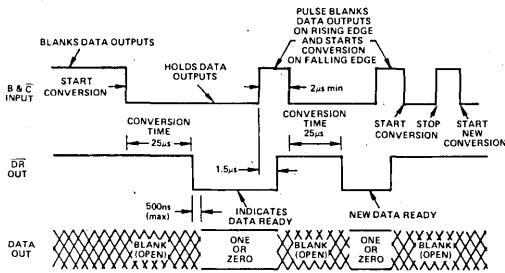 PULSE BLANKS
DATA OUTPUTS
ON RISING EDGE
AND STARTS
CONVERSION
ON FALLING EDGE
BLANKS DATA OUTPUTS
HOLDS DATA
OUTPUTS
B & C̅
INPUT
START
CONVERSION
2μs min
CONVERSION
TIME
25μs
CONVERSION
TIME
25μs
START
CONVERSION
STOP
START
NEW
CONVERSION
D̅R̅
OUT
1.5μs
500ns
(max)
INDICATES
DATA READY
NEW DATA READY
DATA
OUT
BLANK
(OPEN)
ONE
OR
ZERO
BLANK
(OPEN)
ONE
OR
ZERO
BLANK
(OPEN)